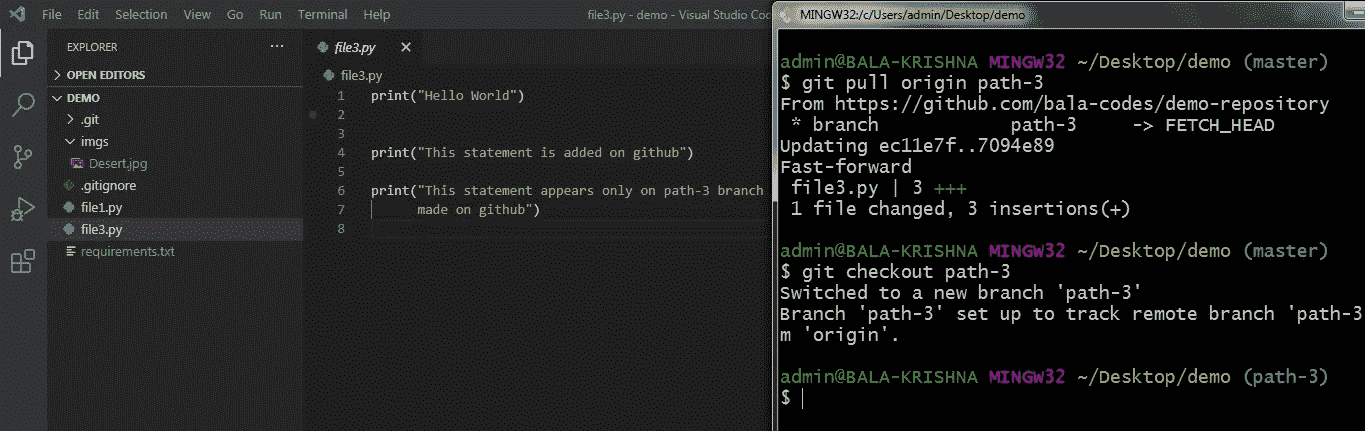 File Edit Selection View Go Run Terminal Help file3.py - demo - Visual Studio Cod
EXPLORER
OPEN EDITORS
DEMO
.git
imgs
Desert.jpg
.gitignore
file1.py
file3.py
requirements.txt
file3.py
file3.py
1 print("Hello World")
2
3
4 print("This statement is added on github")
5
6 print("This statement appears only on path-3 branch
7 made on github")
8
MINGW32:/c/Users/admin/Desktop/demo
admin@BALA-KRISHNA MINGW32 ~/Desktop/demo (master)
$ git pull origin path-3
From https://github.com/bala-codes/demo-repository
* branch path-3 -> FETCH_HEAD
Updating ec11e7f..7094e89
Fast-forward
file3.py | 3 +++
1 file changed, 3 insertions(+)
admin@BALA-KRISHNA MINGW32 ~/Desktop/demo (master)
$ git checkout path-3
Switched to a new branch 'path-3'
Branch 'path-3' set up to track remote branch 'path-3
m 'origin'.
admin@BALA-KRISHNA MINGW32 ~/Desktop/demo (path-3)
$